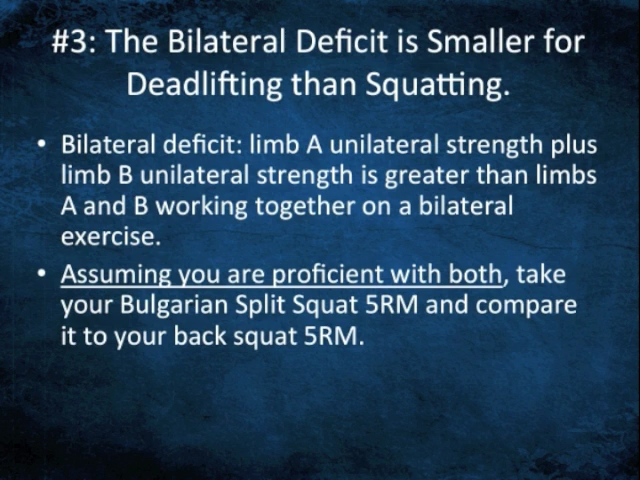 #3: The Bilateral Deficit is Smaller for
Deadlifting than Squatting.
• Bilateral deficit: limb A unilateral strength plus
limb B unilateral strength is greater than limbs
A and B working together on a bilateral
exercise.
• Assuming you are proficient with both, take
your Bulgarian Split Squat 5RM and compare
it to your back squat 5RM.